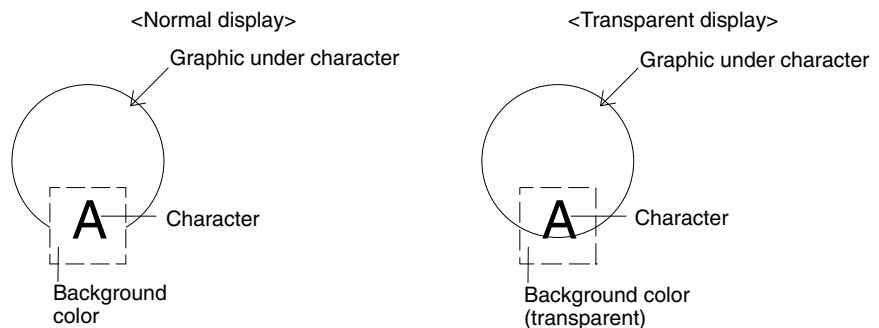 <Normal display>
Graphic under character
A
Character
Background
color
<Transparent display>
Graphic under character
A
Character
Background color
(transparent)